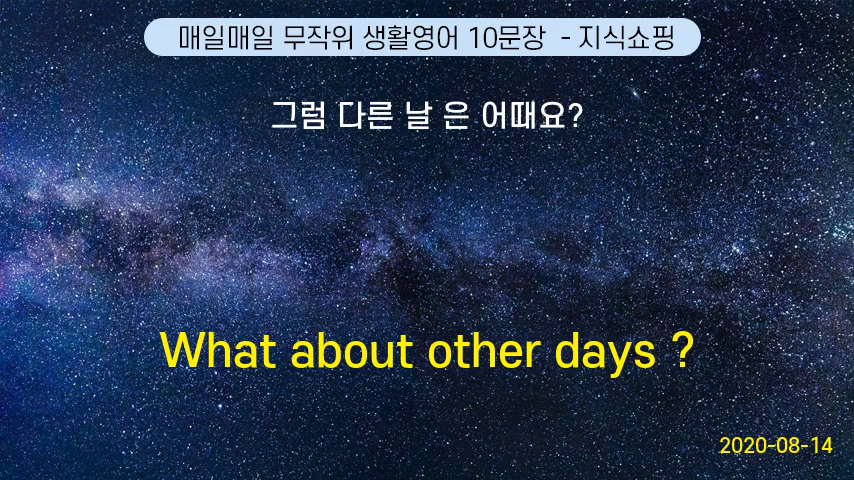 매일매일 무작위 생활영어 10문장 - 지식쇼핑
그럼 다른 날 은 어때요?
What about other days ?
2020-08-14